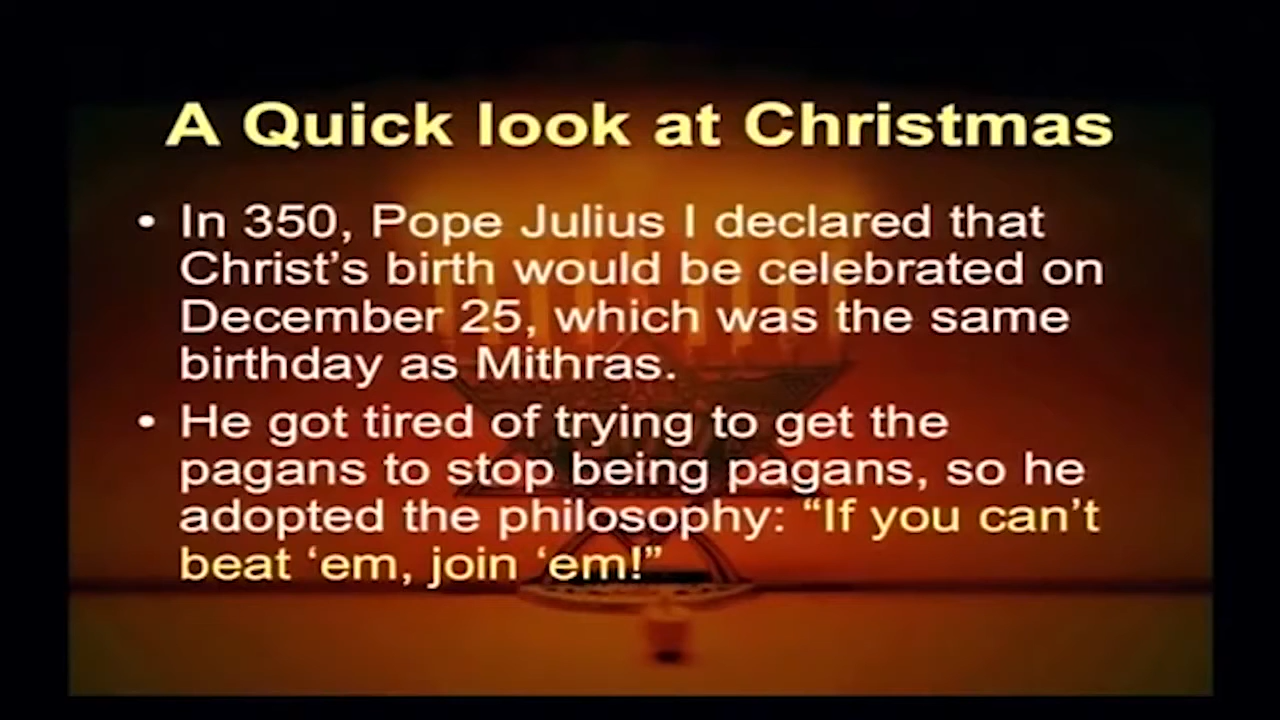 A Quick look at Christmas
• In 350, Pope Julius I declared that
Christ’s birth would be celebrated on
December 25, which was the same
birthday as Mithras.
• He got tired of trying to get the
pagans to stop being pagans, so he
adopted the philosophy: “If you can’t
beat ‘em, join ‘em!”